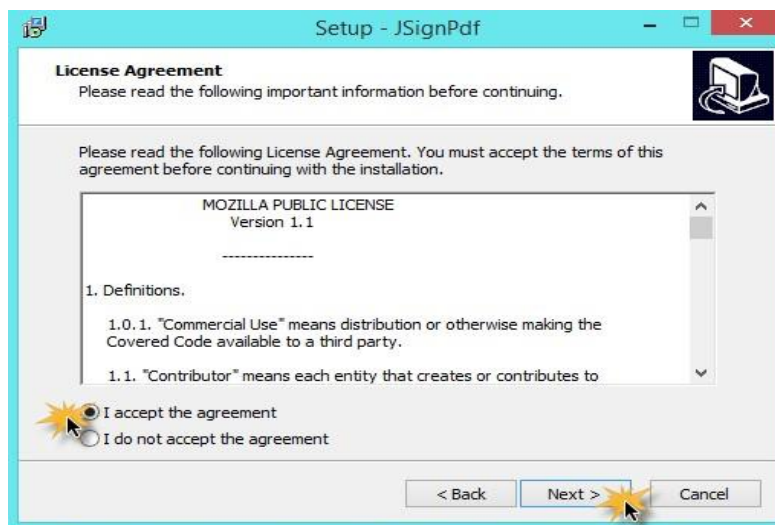 Setup - JSignPdf
License Agreement
Please read the following important information before continuing.
Please read the following License Agreement. You must accept the terms of this
agreement before continuing with the installation.
MOZILLA PUBLIC LICENSE
Version 1.1
---------------
1. Definitions.
1.0.1. "Commercial Use" means distribution or otherwise making the
Covered Code available to a third party.
1.1. "Contributor" means each entity that creates or contributes to
I accept the agreement
I do not accept the agreement
< Back Next > Cancel